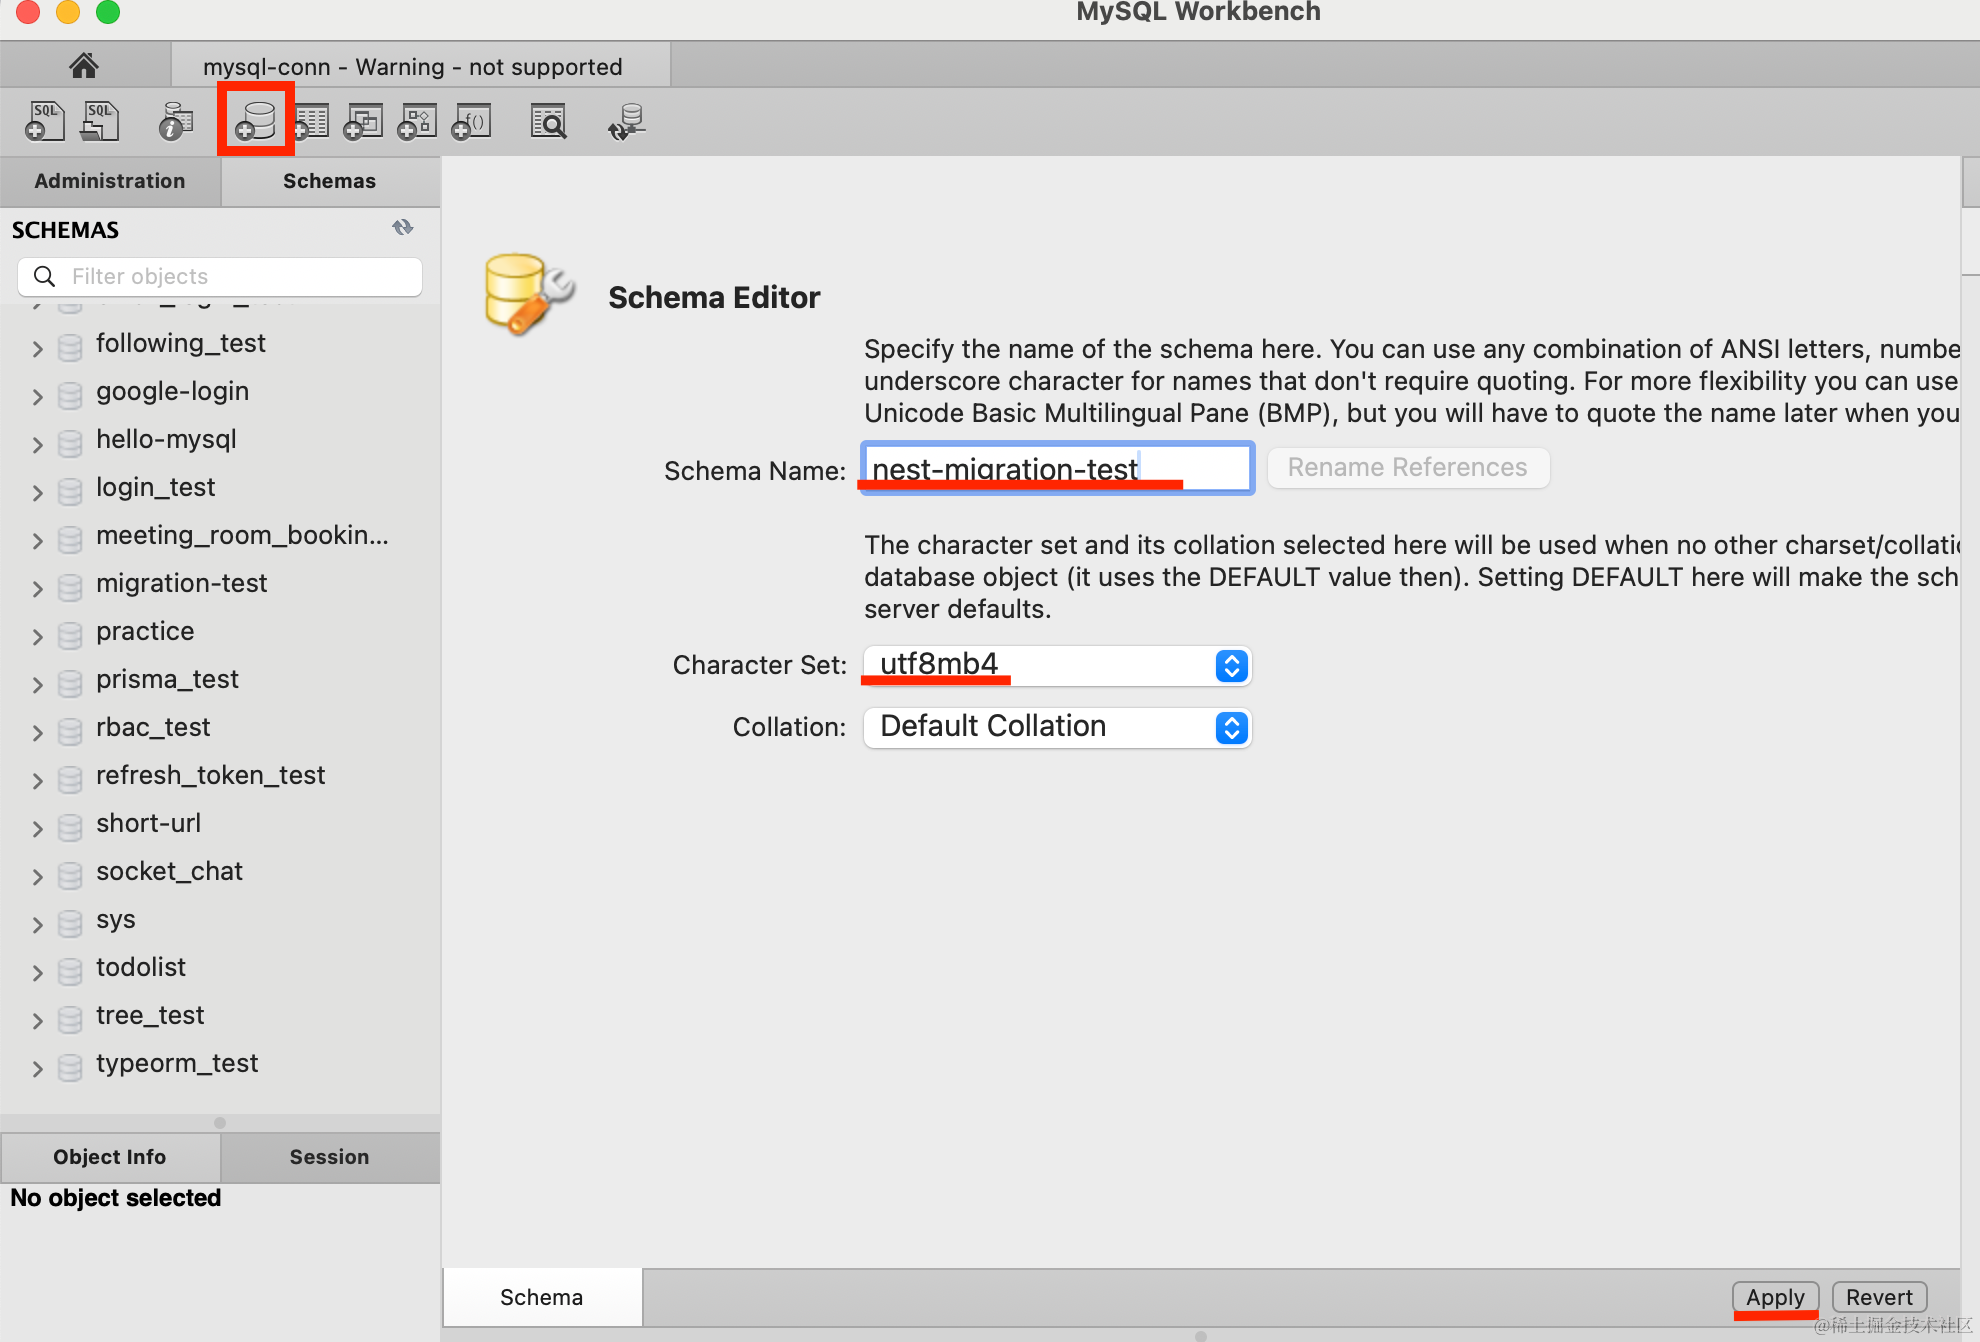 MySQL Workbench
mysql-conn - Warning - not supported
SQL
SQL
f()
Administration
Schemas
SCHEMAS
Filter objects
following_test
google-login
hello-mysql
login_test
meeting_room_bookin...
migration-test
practice
prisma_test
rbac_test
refresh_token_test
short-url
socket_chat
sys
todolist
tree_test
typeorm_test
Object Info
Session
No object selected
Schema Editor
Specify the name of the schema here. You can use any combination of ANSI letters, numbe
underscore character for names that don't require quoting. For more flexibility you can use
Unicode Basic Multilingual Pane (BMP), but you will have to quote the name later when you
Schema Name: nest-migration-test
Rename References
The character set and its collation selected here will be used when no other charset/collatio
database object (it uses the DEFAULT value then). Setting DEFAULT here will make the sch
server defaults.
Character Set: utf8mb4
Collation: Default Collation
Schema
Apply
Revert
@稀土掘金技术社区